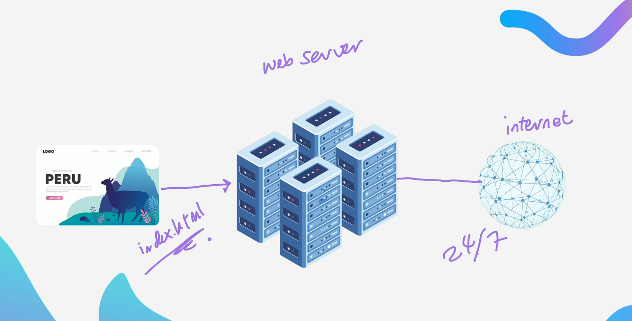 web server
internet
LOGO
PERU
index.html
24/7